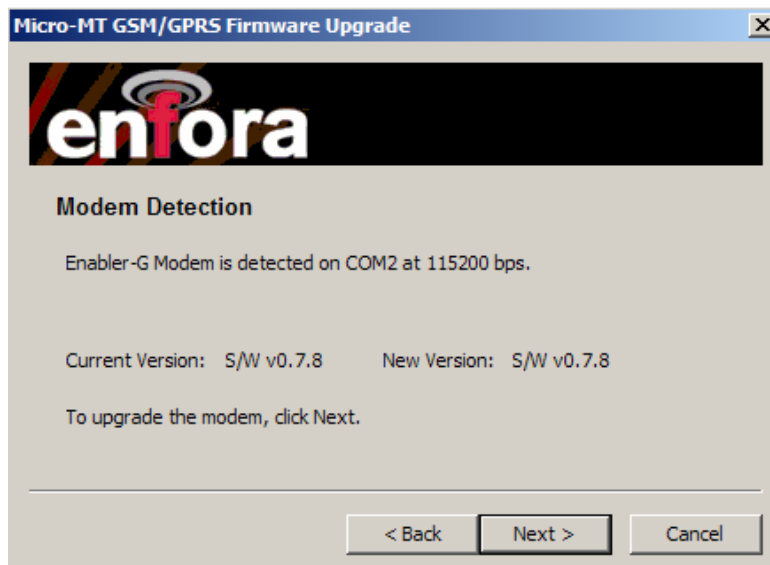 Micro-MT GSM/GPRS Firmware Upgrade
enfora
Modem Detection
Enabler-G Modem is detected on COM2 at 115200 bps.
Current Version: S/W v0.7.8 New Version: S/W v0.7.8
To upgrade the modem, click Next.
< Back Next > Cancel